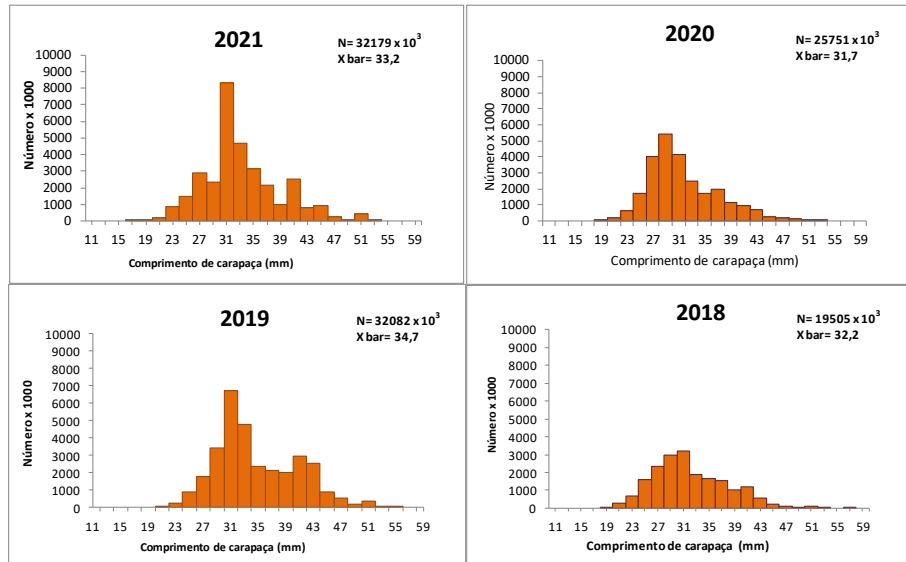 2021
N= 32179 x 10³
X bar= 33,2
Número x 1000
10000
9000
8000
7000
6000
5000
4000
3000
2000
1000
0
11 15 19 23 27 31 35 39 43 47 51 55 59
Comprimento de carapaça (mm)
2020
N= 25751 x 10³
X bar= 31,7
Número x 1000
10000
9000
8000
7000
6000
5000
4000
3000
2000
1000
0
11 15 19 23 27 31 35 39 43 47 51 55 59
Comprimento de carapaça (mm)
2019
N= 32082 x 10³
X bar= 34,7
Número x 1000
10000
9000
8000
7000
6000
5000
4000
3000
2000
1000
0
11 15 19 23 27 31 35 39 43 47 51 55 59
Comprimento de carapaça (mm)
2018
N= 19505 x 10³
X bar= 32,2
Número x 1000
10000
9000
8000
7000
6000
5000
4000
3000
2000
1000
0
11 15 19 23 27 31 35 39 43 47 51 55 59
Comprimento de carapaça (mm)